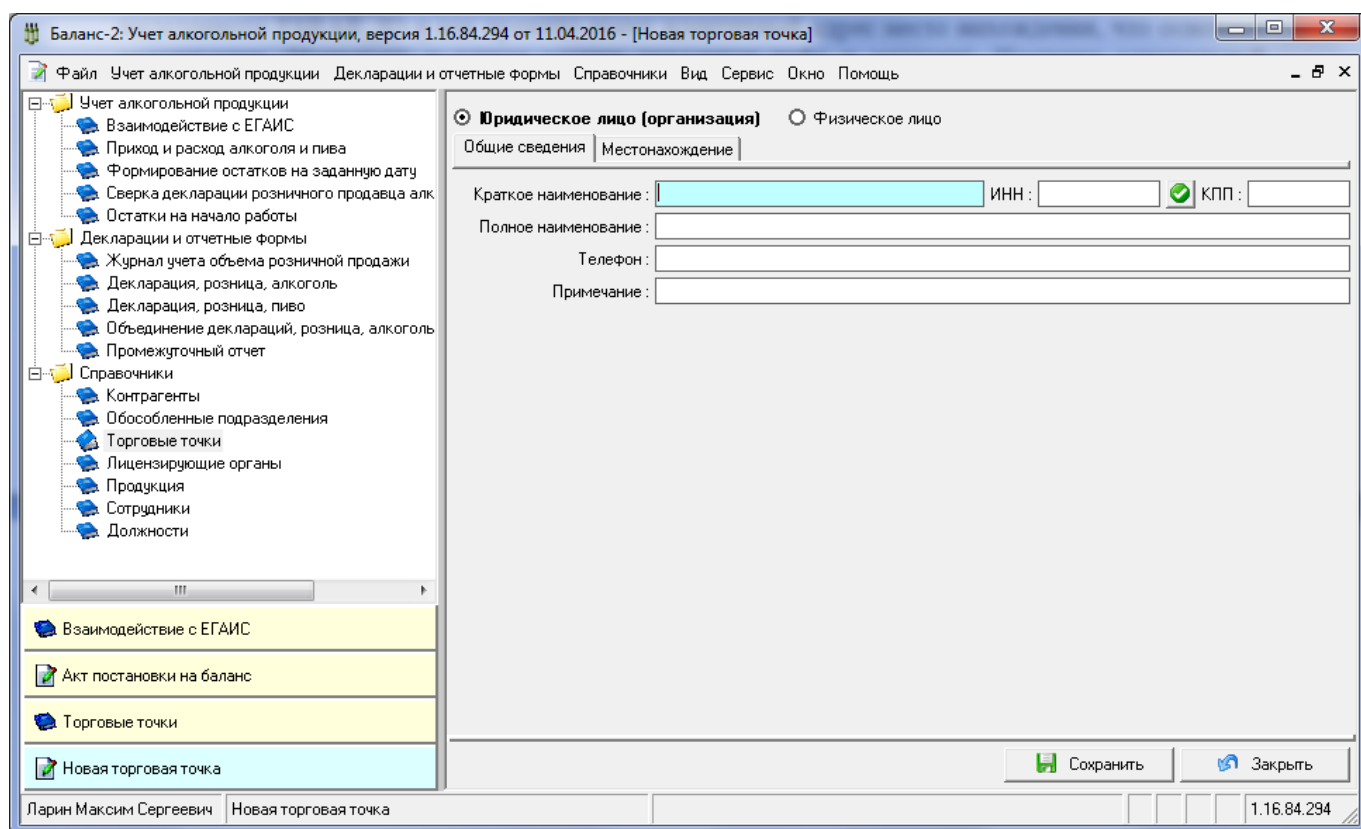 Баланс-2: Учет алкогольной продукции, версия 1.16.84.294 от 11.04.2016 - [Новая торговая точка]
Файл Учет алкогольной продукции Декларации и отчетные формы Справочники Вид Сервис Окно Помощь
Учет алкогольной продукции
Взаимодействие с ЕГАИС
Приход и расход алкоголя и пива
Формирование остатков на заданную дату
Сверка декларации розничного продавца алк
Остатки на начало работы
Декларации и отчетные формы
Журнал учета объема розничной продажи
Декларация, розница, алкоголь
Декларация, розница, пиво
Объединение деклараций, розница, алкоголь
Промежуточный отчет
Справочники
Контрагенты
Обособленные подразделения
Торговые точки
Лицензирующие органы
Продукция
Сотрудники
Должности
Взаимодействие с ЕГАИС
Акт постановки на баланс
Торговые точки
Новая торговая точка
Юридическое лицо (организация) Физическое лицо
Общие сведения Местонахождение
Краткое наименование : ИНН : КПП :
Полное наименование :
Телефон :
Примечание :
Сохранить Закрыть
Ларин Максим Сергеевич Новая торговая точка 1.16.84.294